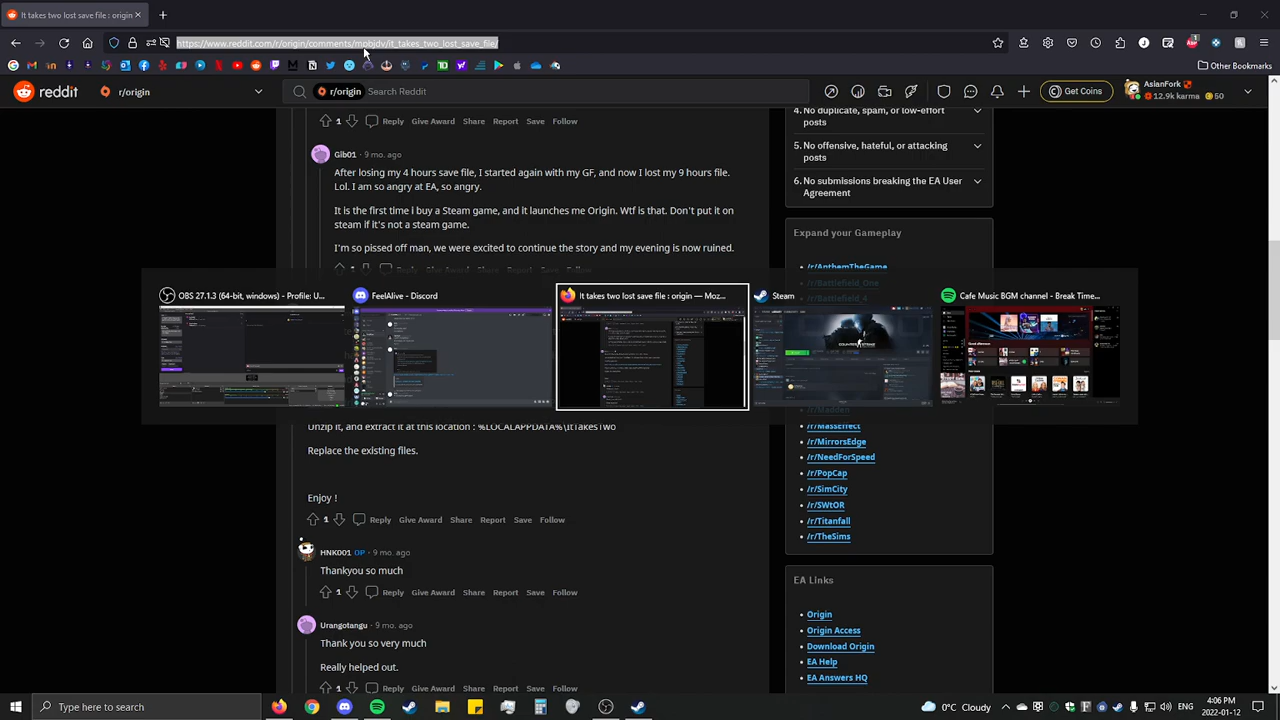 It takes two lost save file : origin
https://www.reddit.com/r/origin/comments/mpbjdv/it_takes_two_lost_save_file/
Other Bookmarks
reddit
r/origin
r/origin
Search Reddit
Get Coins
AsianFork
12.9k karma
50
1 Reply Give Award Share Report Save Follow
Gib01 · 9 mo. ago
After losing my 4 hours save file, I started again with my GF, and now I lost my 9 hours file.
Lol. I am so angry at EA, so angry.
It is the first time i buy a Steam game, and it launches me Origin. Wtf is that. Don't put it on
steam if it's not a steam game.
I'm so pissed off man, we were excited to continue the story and my evening is now ruined.
4. No duplicate, spam, or low-effort
posts
5. No offensive, hateful, or attacking
posts
6. No submissions breaking the EA User
Agreement
Expand your Gameplay
/r/AnthemTheGame
/r/Battlefield_One
/r/Battlefield_4
OBS 27.1.3 (64-bit, windows) - Profile: U...
FeelAlive - Discord
It takes two lost save file : origin — Moz...
Steam
Cafe Music BGM channel - Break Time...
/r/Madden
/r/MassEffect
/r/MirrorsEdge
/r/NeedForSpeed
/r/PopCap
/r/SimCity
/r/SWtOR
/r/Titanfall
/r/TheSims
Unzip it, and extract it at this location : %LOCALAPPDATA%\ItTakesTwo
Replace the existing files.
Enjoy !
1 Reply Give Award Share Report Save Follow
HNK001 OP · 9 mo. ago
Thankyou so much
1 Reply Give Award Share Report Save Follow
Urangotangu · 9 mo. ago
Thank you so very much
Really helped out.
1 Reply Give Award Share Report Save Follow
EA Links
Origin
Origin Access
Download Origin
EA Help
EA Answers HQ
Type here to search
0°C Cloudy
ENG
4:06 PM
2022-01-12